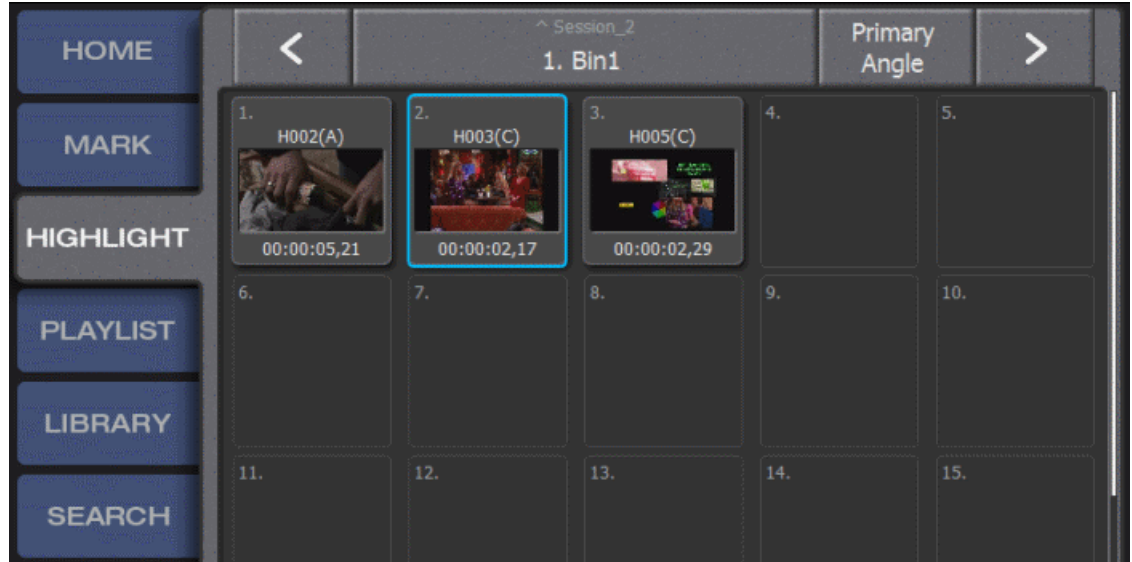 HOME
MARK
HIGHLIGHT
PLAYLIST
LIBRARY
SEARCH
<
^ Session_2
1. Bin1
Primary
Angle
>
1.
H002(A)
00:00:05,21
2.
H003(C)
00:00:02,17
3.
H005(C)
00:00:02,29
4.
5.
6.
7.
8.
9.
10.
11.
12.
13.
14.
15.